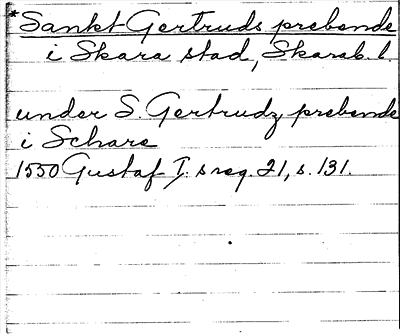 *Sankt Gertruds prebende
i Skara stad, Skarab. l.
under S. Gertrudz prebende
i Schare
1550 Gustaf I:s reg. 21, s. 131.